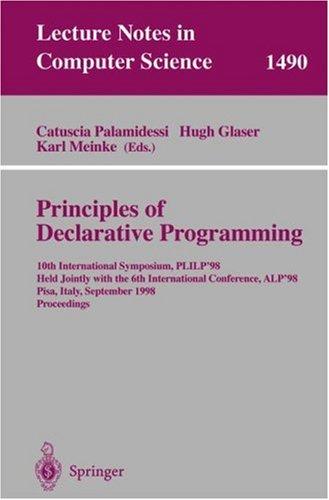 Lecture Notes in
Computer Science 1490
Catuscia Palamidessi Hugh Glaser
Karl Meinke (Eds.)
Principles of
Declarative Programming
10th International Symposium, PLILP'98
Held Jointly with the 6th International Conference, ALP'98
Pisa, Italy, September 1998
Proceedings
Springer